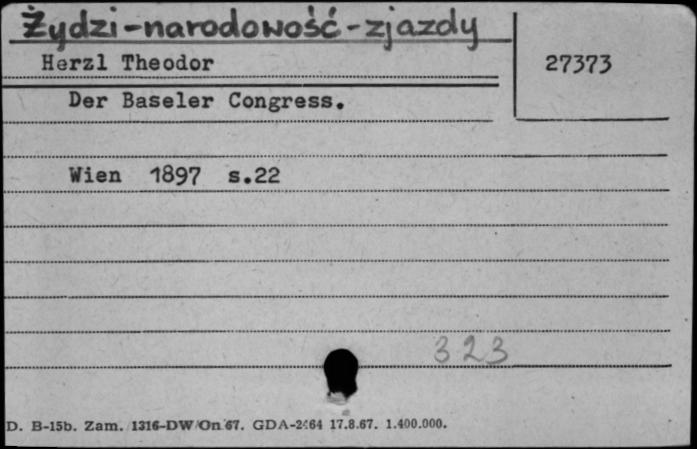 Żydzi-narodowość-zjazdy
Herzl Theodor
27373
Der Baseler Congress.
Wien 1897 s.22
323
D. B-15b. Zam. 1316-DW/On 67. GDA-2464 17.8.67. 1.400.000.